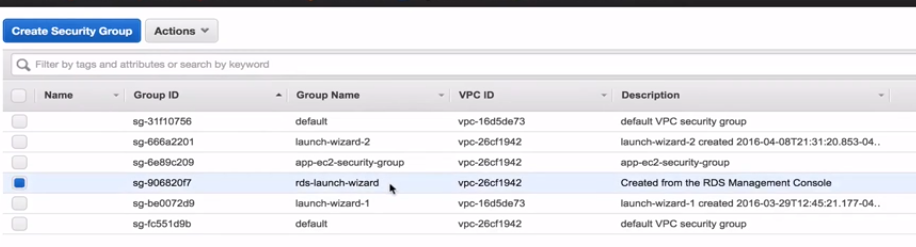 Create Security Group Actions
Filter by tags and attributes or search by keyword
Name Group ID Group Name VPC ID Description
sg-31f10756 default vpc-16d5de73 default VPC security group
sg-666a2201 launch-wizard-2 vpc-26cf1942 launch-wizard-2 created 2016-04-08T21:31:20.853-04..
sg-6e89c209 app-ec2-security-group vpc-26cf1942 app-ec2-security-group
sg-906820f7 rds-launch-wizard vpc-26cf1942 Created from the RDS Management Console
sg-be0072d9 launch-wizard-1 vpc-16d5de73 launch-wizard-1 created 2016-03-29T12:45:21.177-04..
sg-fc551d9b default vpc-26cf1942 default VPC security group